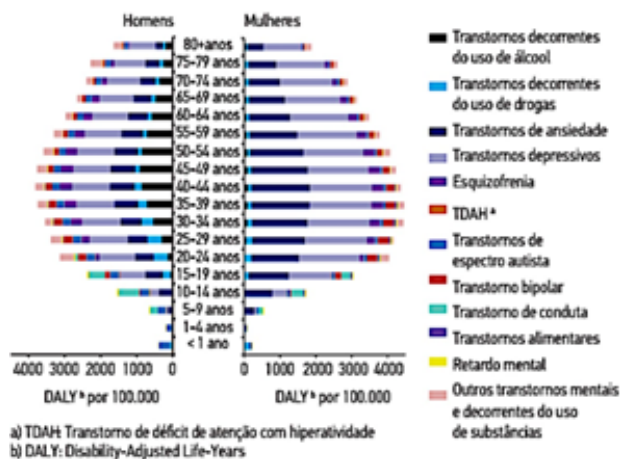 Homens
Mulheres
80+anos
75-79 anos
70-74 anos
65-69 anos
60-64 anos
55-59 anos
50-54 anos
45-49 anos
40-44 anos
35-39 anos
30-34 anos
25-29 anos
20-24 anos
15-19 anos
10-14 anos
5-9 anos
1-4 anos
<1 ano
4000 3000 2000 1000 0
0 1000 2000 3000 4000
DALY ᵇ por 100.000
DALY ᵇ por 100.000
Transtornos decorrentes
do uso de álcool
Transtornos decorrentes
do uso de drogas
Transtornos de ansiedade
Transtornos depressivos
Esquizofrenia
TDAH ª
Transtornos de
espectro autista
Transtorno bipolar
Transtorno de conduta
Transtornos alimentares
Retardo mental
Outros transtornos mentais
e decorrentes do uso
de substâncias
a) TDAH: Transtorno de déficit de atenção com hiperatividade
b) DALY: Disability-Adjusted Life-Years